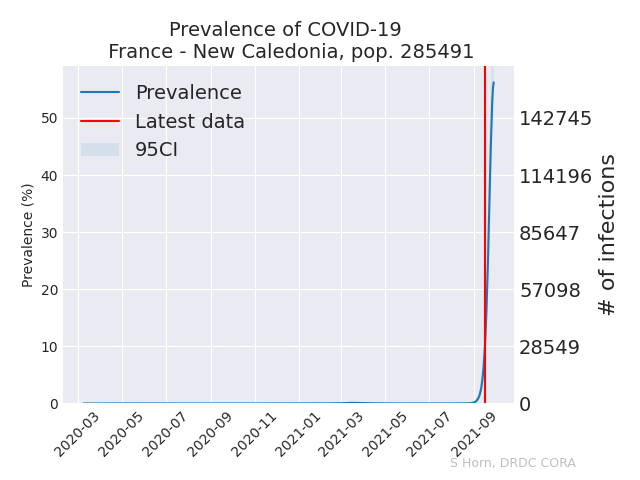 Prevalence of COVID-19
France - New Caledonia, pop. 285491
Prevalence
Latest data
95CI
Prevalence (%)
50
40
30
20
10
0
142745
114196
85647
57098
28549
0
# of infections
2020-03
2020-05
2020-07
2020-09
2020-11
2021-01
2021-03
2021-05
2021-07
2021-09
S Horn, DRDC CORA